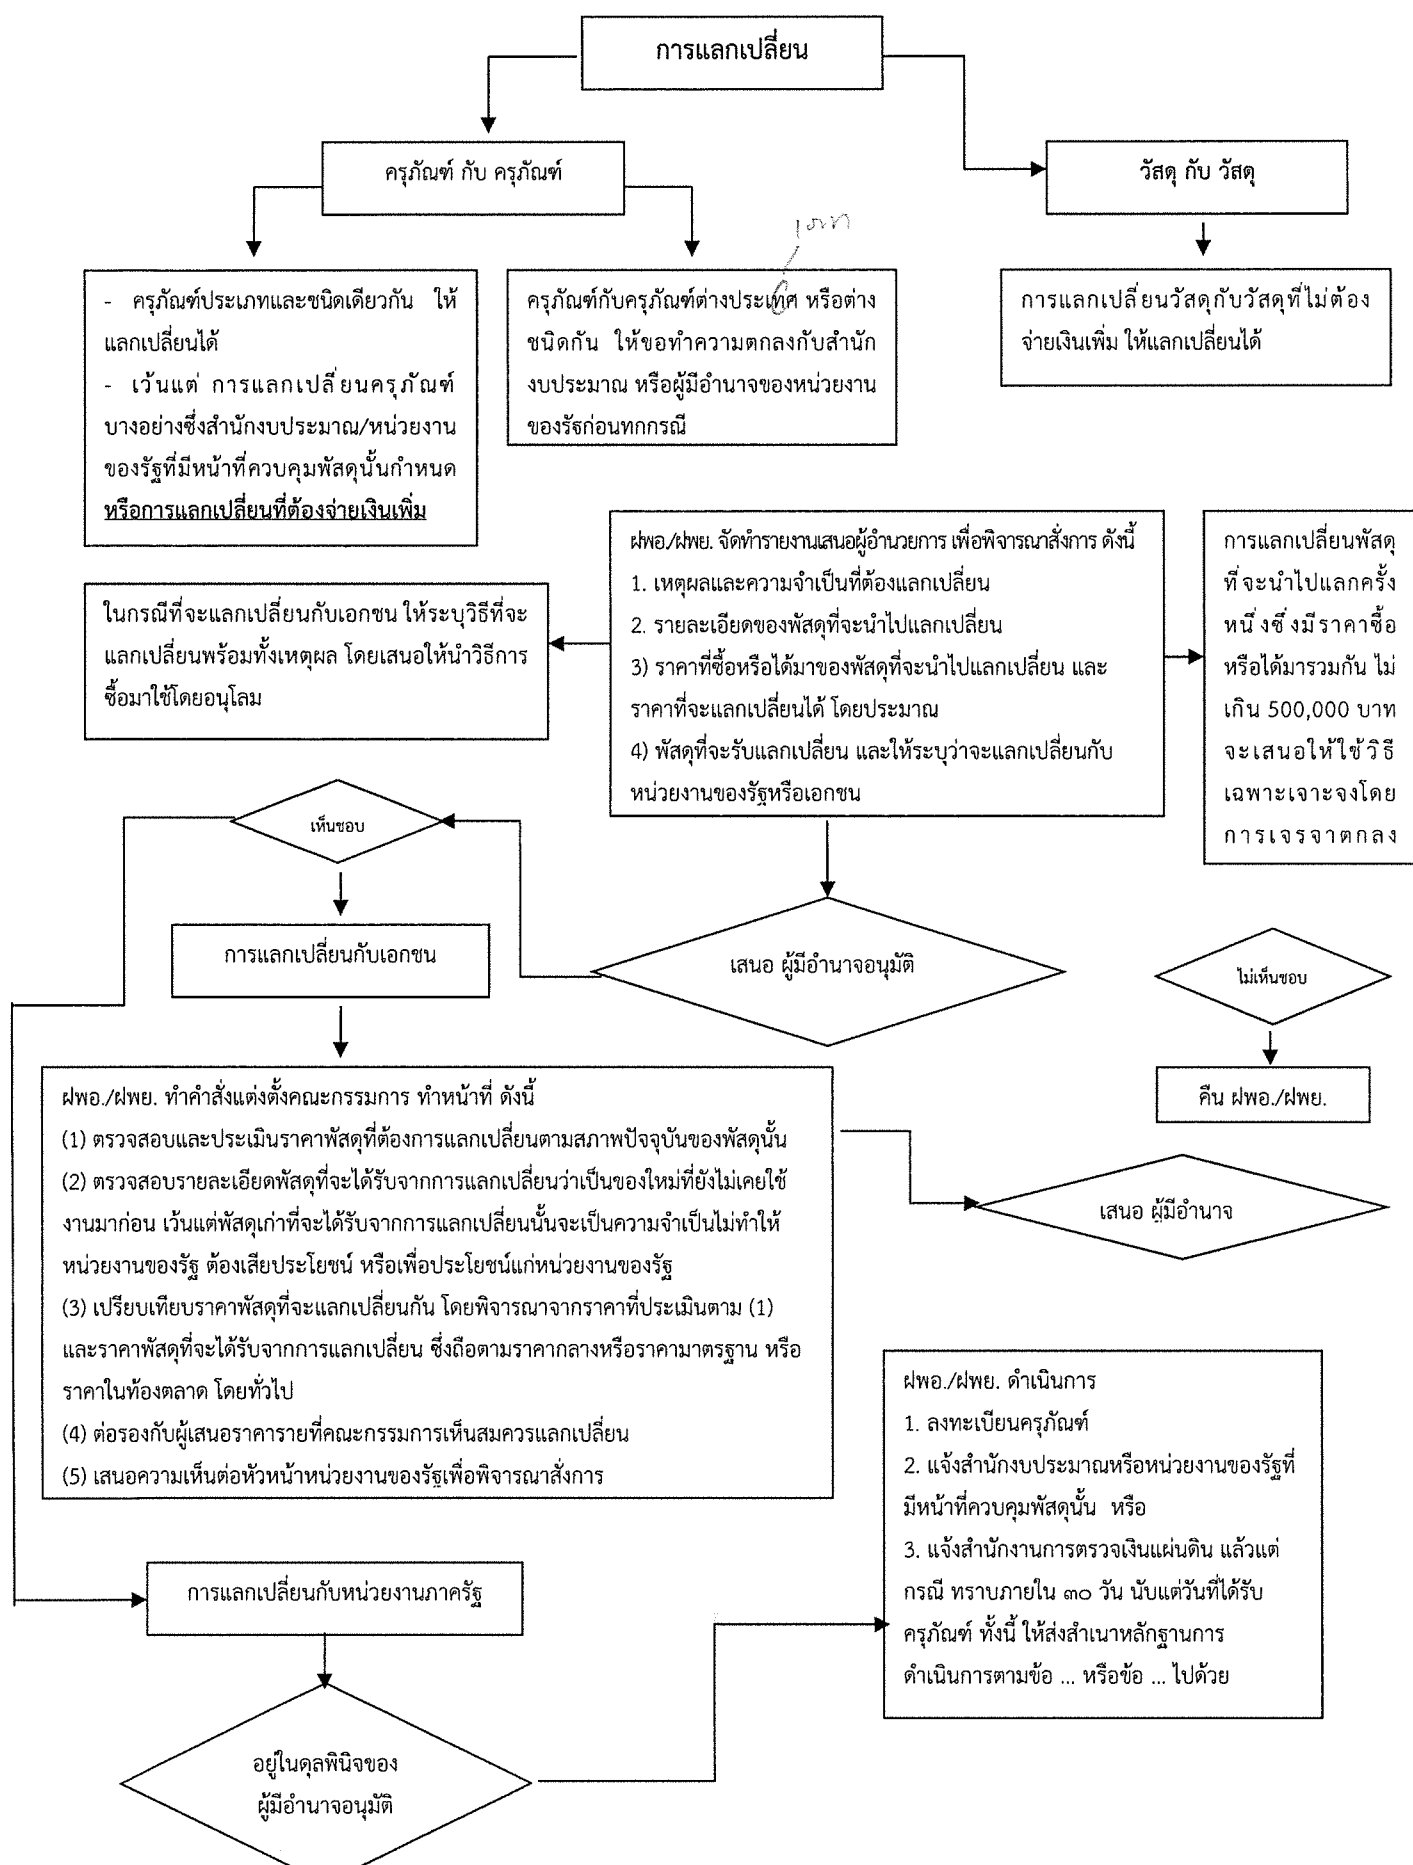 การแลกเปลี่ยน
ครุภัณฑ์ กับ ครุภัณฑ์
วัสดุ กับ วัสดุ
- ครุภัณฑ์ประเภทและชนิดเดียวกัน ให้
แลกเปลี่ยนได้
- เว้นแต่ การแลกเปลี่ยนครุภัณฑ์
บางอย่างซึ่งสำนักงบประมาณ/หน่วยงาน
ของรัฐที่มีหน้าที่ควบคุมพัสดุนั้นกำหนด
หรือการแลกเปลี่ยนที่ต้องจ่ายเงินเพิ่ม
ครุภัณฑ์กับครุภัณฑ์ต่างประเทศ หรือต่าง
ชนิดกัน ให้ขอทำความตกลงกับสำนัก
งบประมาณ หรือผู้มีอำนาจของหน่วยงาน
ของรัฐก่อนทุกกรณี
การแลกเปลี่ยนวัสดุกับวัสดุที่ไม่ต้อง
จ่ายเงินเพิ่ม ให้แลกเปลี่ยนได้
ฝพอ./ฝพย. จัดทำรายงานเสนอผู้อำนวยการ เพื่อพิจารณาสั่งการ ดังนี้
1. เหตุผลและความจำเป็นที่ต้องแลกเปลี่ยน
2. รายละเอียดของพัสดุที่จะนำไปแลกเปลี่ยน
3) ราคาที่ซื้อหรือได้มาของพัสดุที่จะนำไปแลกเปลี่ยน และ
ราคาที่จะแลกเปลี่ยนได้ โดยประมาณ
4) พัสดุที่จะรับแลกเปลี่ยน และให้ระบุว่าจะแลกเปลี่ยนกับ
หน่วยงานของรัฐหรือเอกชน
การแลกเปลี่ยนพัสดุ
ที่จะนำไปแลกครั้ง
หนึ่งซึ่งมีราคาซื้อ
หรือได้มารวมกัน ไม่
เกิน 500,000 บาท
จะเสนอให้ใช้วิธี
เฉพาะเจาะจงโดย
การเจรจาตกลง
ในกรณีที่จะแลกเปลี่ยนกับเอกชน ให้ระบุวิธีที่จะ
แลกเปลี่ยนพร้อมทั้งเหตุผล โดยเสนอให้นำวิธีการ
ซื้อมาใช้โดยอนุโลม
เห็นชอบ
การแลกเปลี่ยนกับเอกชน
เสนอ ผู้มีอำนาจอนุมัติ
ไม่เห็นชอบ
คืน ฝพอ./ฝพย.
ฝพอ./ฝพย. ทำคำสั่งแต่งตั้งคณะกรรมการ ทำหน้าที่ ดังนี้
(1) ตรวจสอบและประเมินราคาพัสดุที่ต้องการแลกเปลี่ยนตามสภาพปัจจุบันของพัสดุนั้น
(2) ตรวจสอบรายละเอียดพัสดุที่จะได้รับจากการแลกเปลี่ยนว่าเป็นของใหม่ที่ยังไม่เคยใช้
งานมาก่อน เว้นแต่พัสดุเก่าที่จะได้รับจากการแลกเปลี่ยนนั้นจะเป็นความจำเป็นไม่ทำให้
หน่วยงานของรัฐ ต้องเสียประโยชน์ หรือเพื่อประโยชน์แก่หน่วยงานของรัฐ
(3) เปรียบเทียบราคาพัสดุที่จะแลกเปลี่ยนกัน โดยพิจารณาจากราคาที่ประเมินตาม (1)
และราคาพัสดุที่จะได้รับจากการแลกเปลี่ยน ซึ่งถือตามราคากลางหรือราคามาตรฐาน หรือ
ราคาในท้องตลาด โดยทั่วไป
(4) ต่อรองกับผู้เสนอราคารายที่คณะกรรมการเห็นสมควรแลกเปลี่ยน
(5) เสนอความเห็นต่อหัวหน้าหน่วยงานของรัฐเพื่อพิจารณาสั่งการ
เสนอ ผู้มีอำนาจ
ฝพอ./ฝพย. ดำเนินการ
1. ลงทะเบียนครุภัณฑ์
2. แจ้งสำนักงบประมาณหรือหน่วยงานของรัฐที่
มีหน้าที่ควบคุมพัสดุนั้น หรือ
3. แจ้งสำนักงานการตรวจเงินแผ่นดิน แล้วแต่
กรณี ทราบภายใน ๓๐ วัน นับแต่วันที่ได้รับ
ครุภัณฑ์ ทั้งนี้ ให้ส่งสำเนาหลักฐานการ
ดำเนินการตามข้อ ... หรือข้อ ... ไปด้วย
การแลกเปลี่ยนกับหน่วยงานภาครัฐ
อยู่ในดุลพินิจของ
ผู้มีอำนาจอนุมัติ